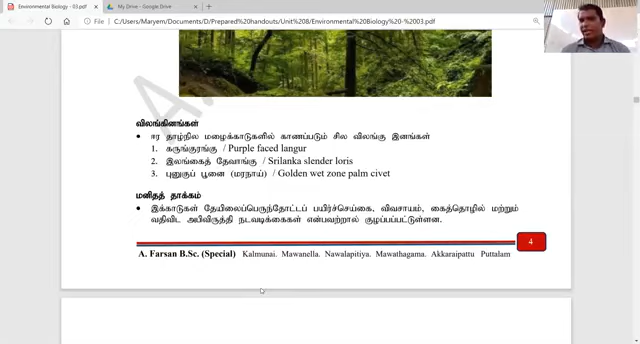 Environmental Biology - 03.pdf
My Drive - Google Drive
C:/Users/Maryem/Documents/D/Prepared%20handouts/Unit%208/Environmental%20Biology%20-%2003.pdf
விலங்கினங்கள்
• ஈர தாழ்நில மழைக்காடுகளில் காணப்படும் சில விலங்கு இனங்கள்
1. கருங்குரங்கு / Purple faced langur
2. இலங்கைத் தேவாங்கு / Srilanka slender loris
3. புனுகுப் பூனை (மரநாய்) / Golden wet zone palm civet
மனிதத் தாக்கம்
• இக்காடுகள் தேயிலைப்பெருந்தோட்டப் பயிர்ச்செய்கை, விவசாயம், கைத்தொழில் மற்றும்
வதிவிட அபிவிருத்தி நடவடிக்கைகள் என்பவற்றால் குழப்பப்பட்டுள்ளன.
4
A. Farsan B.Sc. (Special) Kalmunai. Mawanella. Nawalapitiya. Mawathagama. Akkaraipattu Puttalam